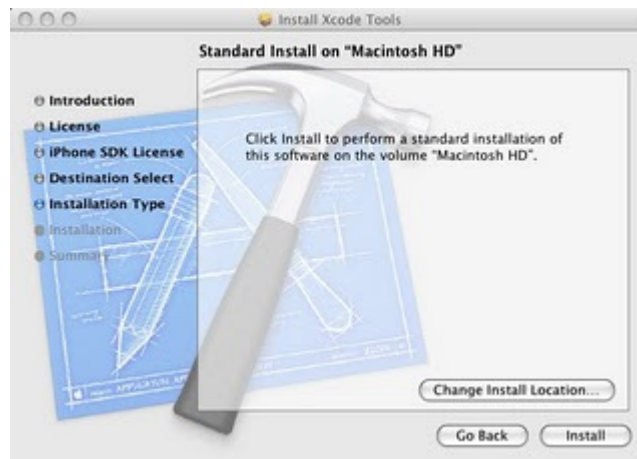 Install Xcode Tools
Standard Install on "Macintosh HD"
Introduction
License
iPhone SDK License
Destination Select
Installation Type
Installation
Summary
Click Install to perform a standard installation of
this software on the volume "Macintosh HD".
Change Install Location...
Go Back
Install